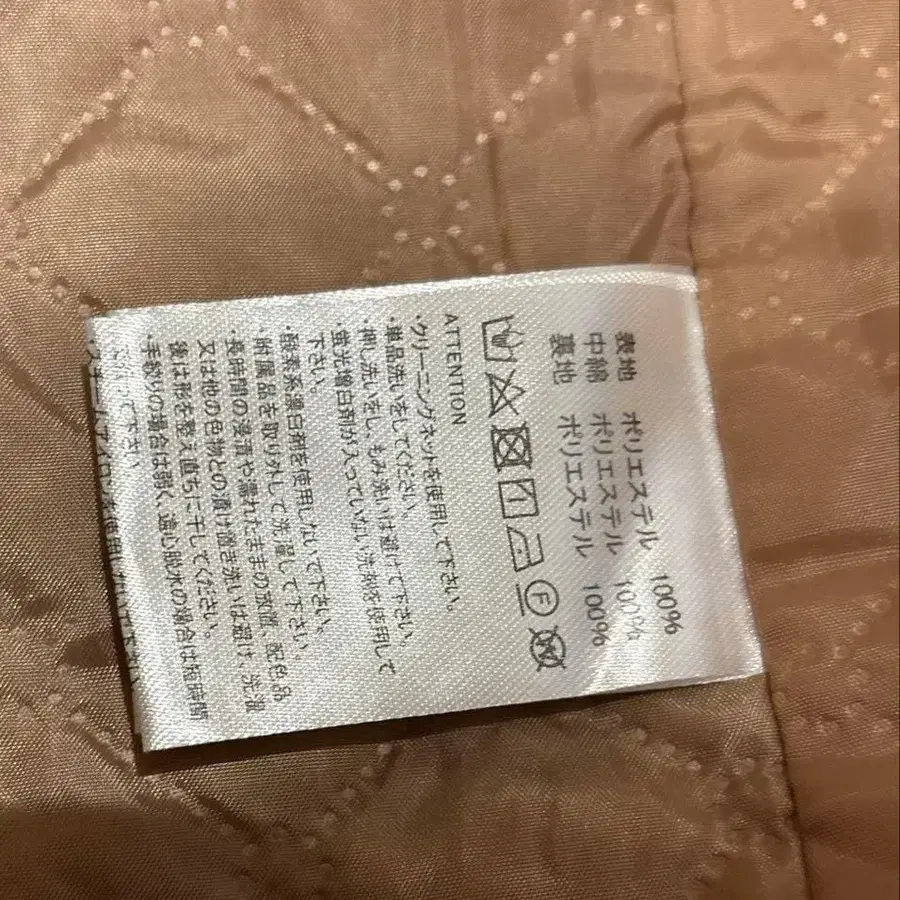 表地 ポリエステル 100%
中綿 ポリエステル 100%
裏地 ポリエステル 100%
F
W
ATTENTION
・クリーニングネットを使用して下さい。
・単品洗いをしてください。
・押し洗いをし、もみ洗いは避けて下さい。
・蛍光増白剤が入っていない洗剤を使用して
下さい。
・酸素系漂白剤を使用しないで下さい。
・附属品を取り外して洗濯して下さい。
・長時間の浸漬や濡れた毛手の放置、配色品
又は他の色物との漬け置き洗いは避け、洗濯
後は形を整え直ちに干してください。
・手絞りの場合は弱く、遠心脱水の場合は短時間
下さい。